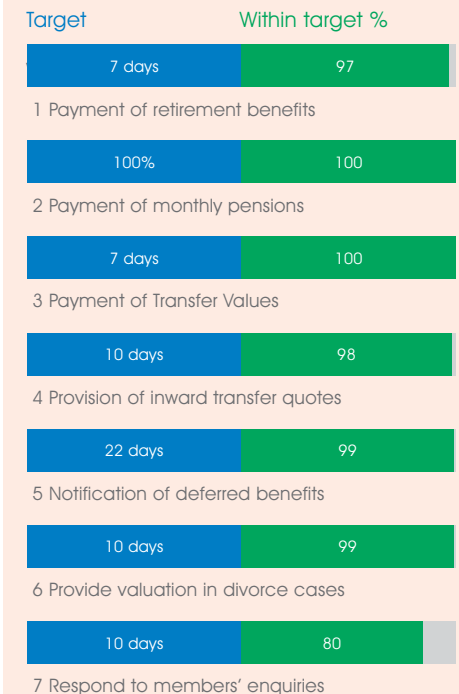 Target Within target %
7 days 97
1 Payment of retirement benefits
100% 100
2 Payment of monthly pensions
7 days 100
3 Payment of Transfer Values
10 days 98
4 Provision of inward transfer quotes
22 days 99
5 Notification of deferred benefits
10 days 99
6 Provide valuation in divorce cases
10 days 80
7 Respond to members' enquiries